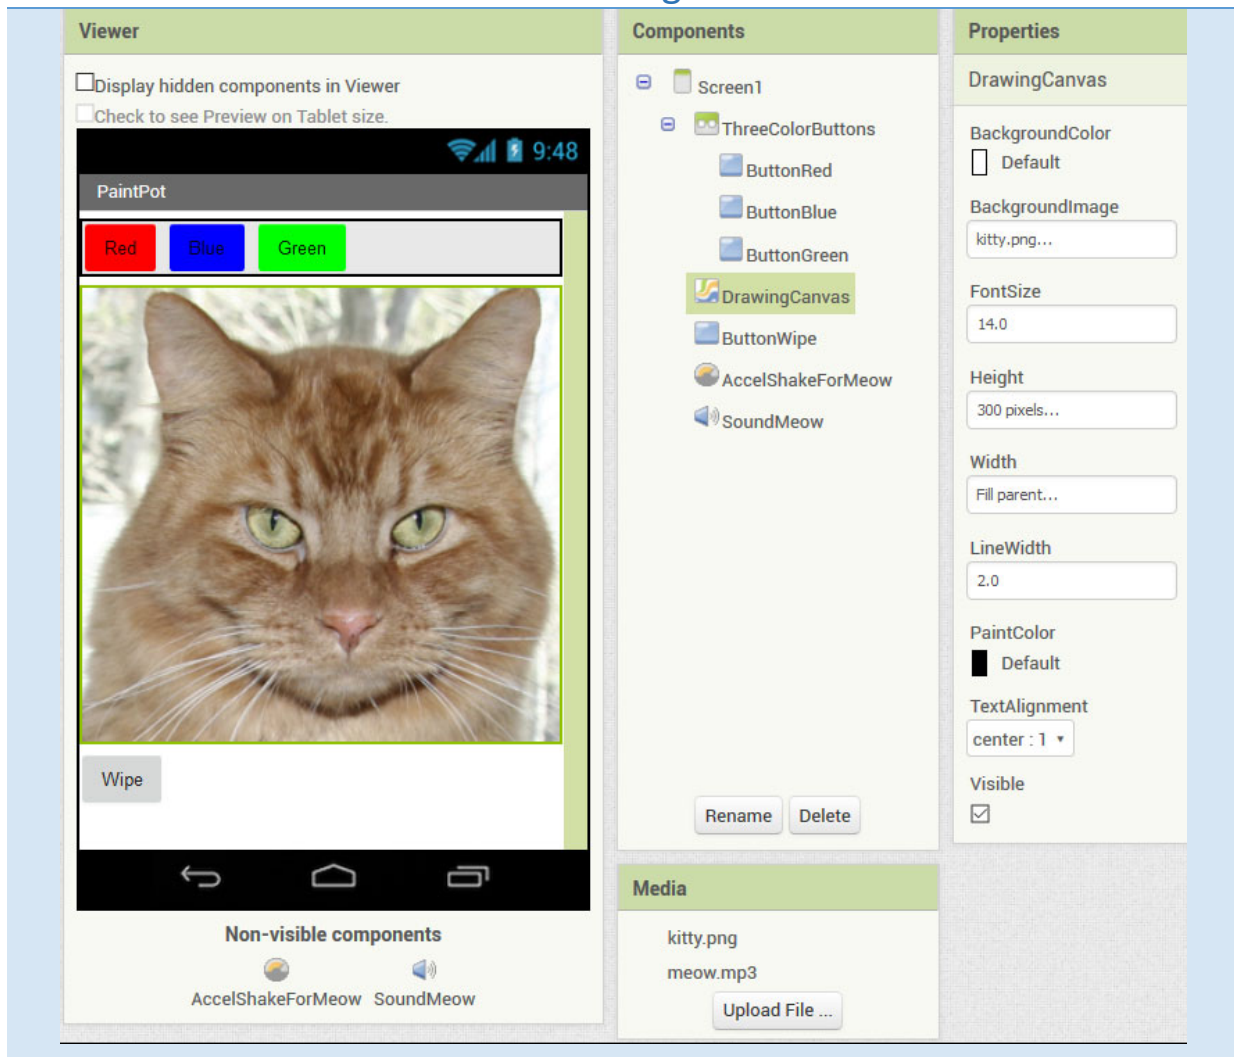 Viewer
Display hidden components in Viewer
Check to see Preview on Tablet size.
9:48
PaintPot
Red Blue Green
Wipe
Non-visible components
AccelShakeForMeow SoundMeow
Components
Screen1
ThreeColorButtons
ButtonRed
ButtonBlue
ButtonGreen
DrawingCanvas
ButtonWipe
AccelShakeForMeow
SoundMeow
Rename Delete
Media
kitty.png
meow.mp3
Upload File ...
Properties
DrawingCanvas
BackgroundColor
Default
BackgroundImage
kitty.png...
FontSize
14.0
Height
300 pixels...
Width
Fill parent...
LineWidth
2.0
PaintColor
Default
TextAlignment
center : 1
Visible